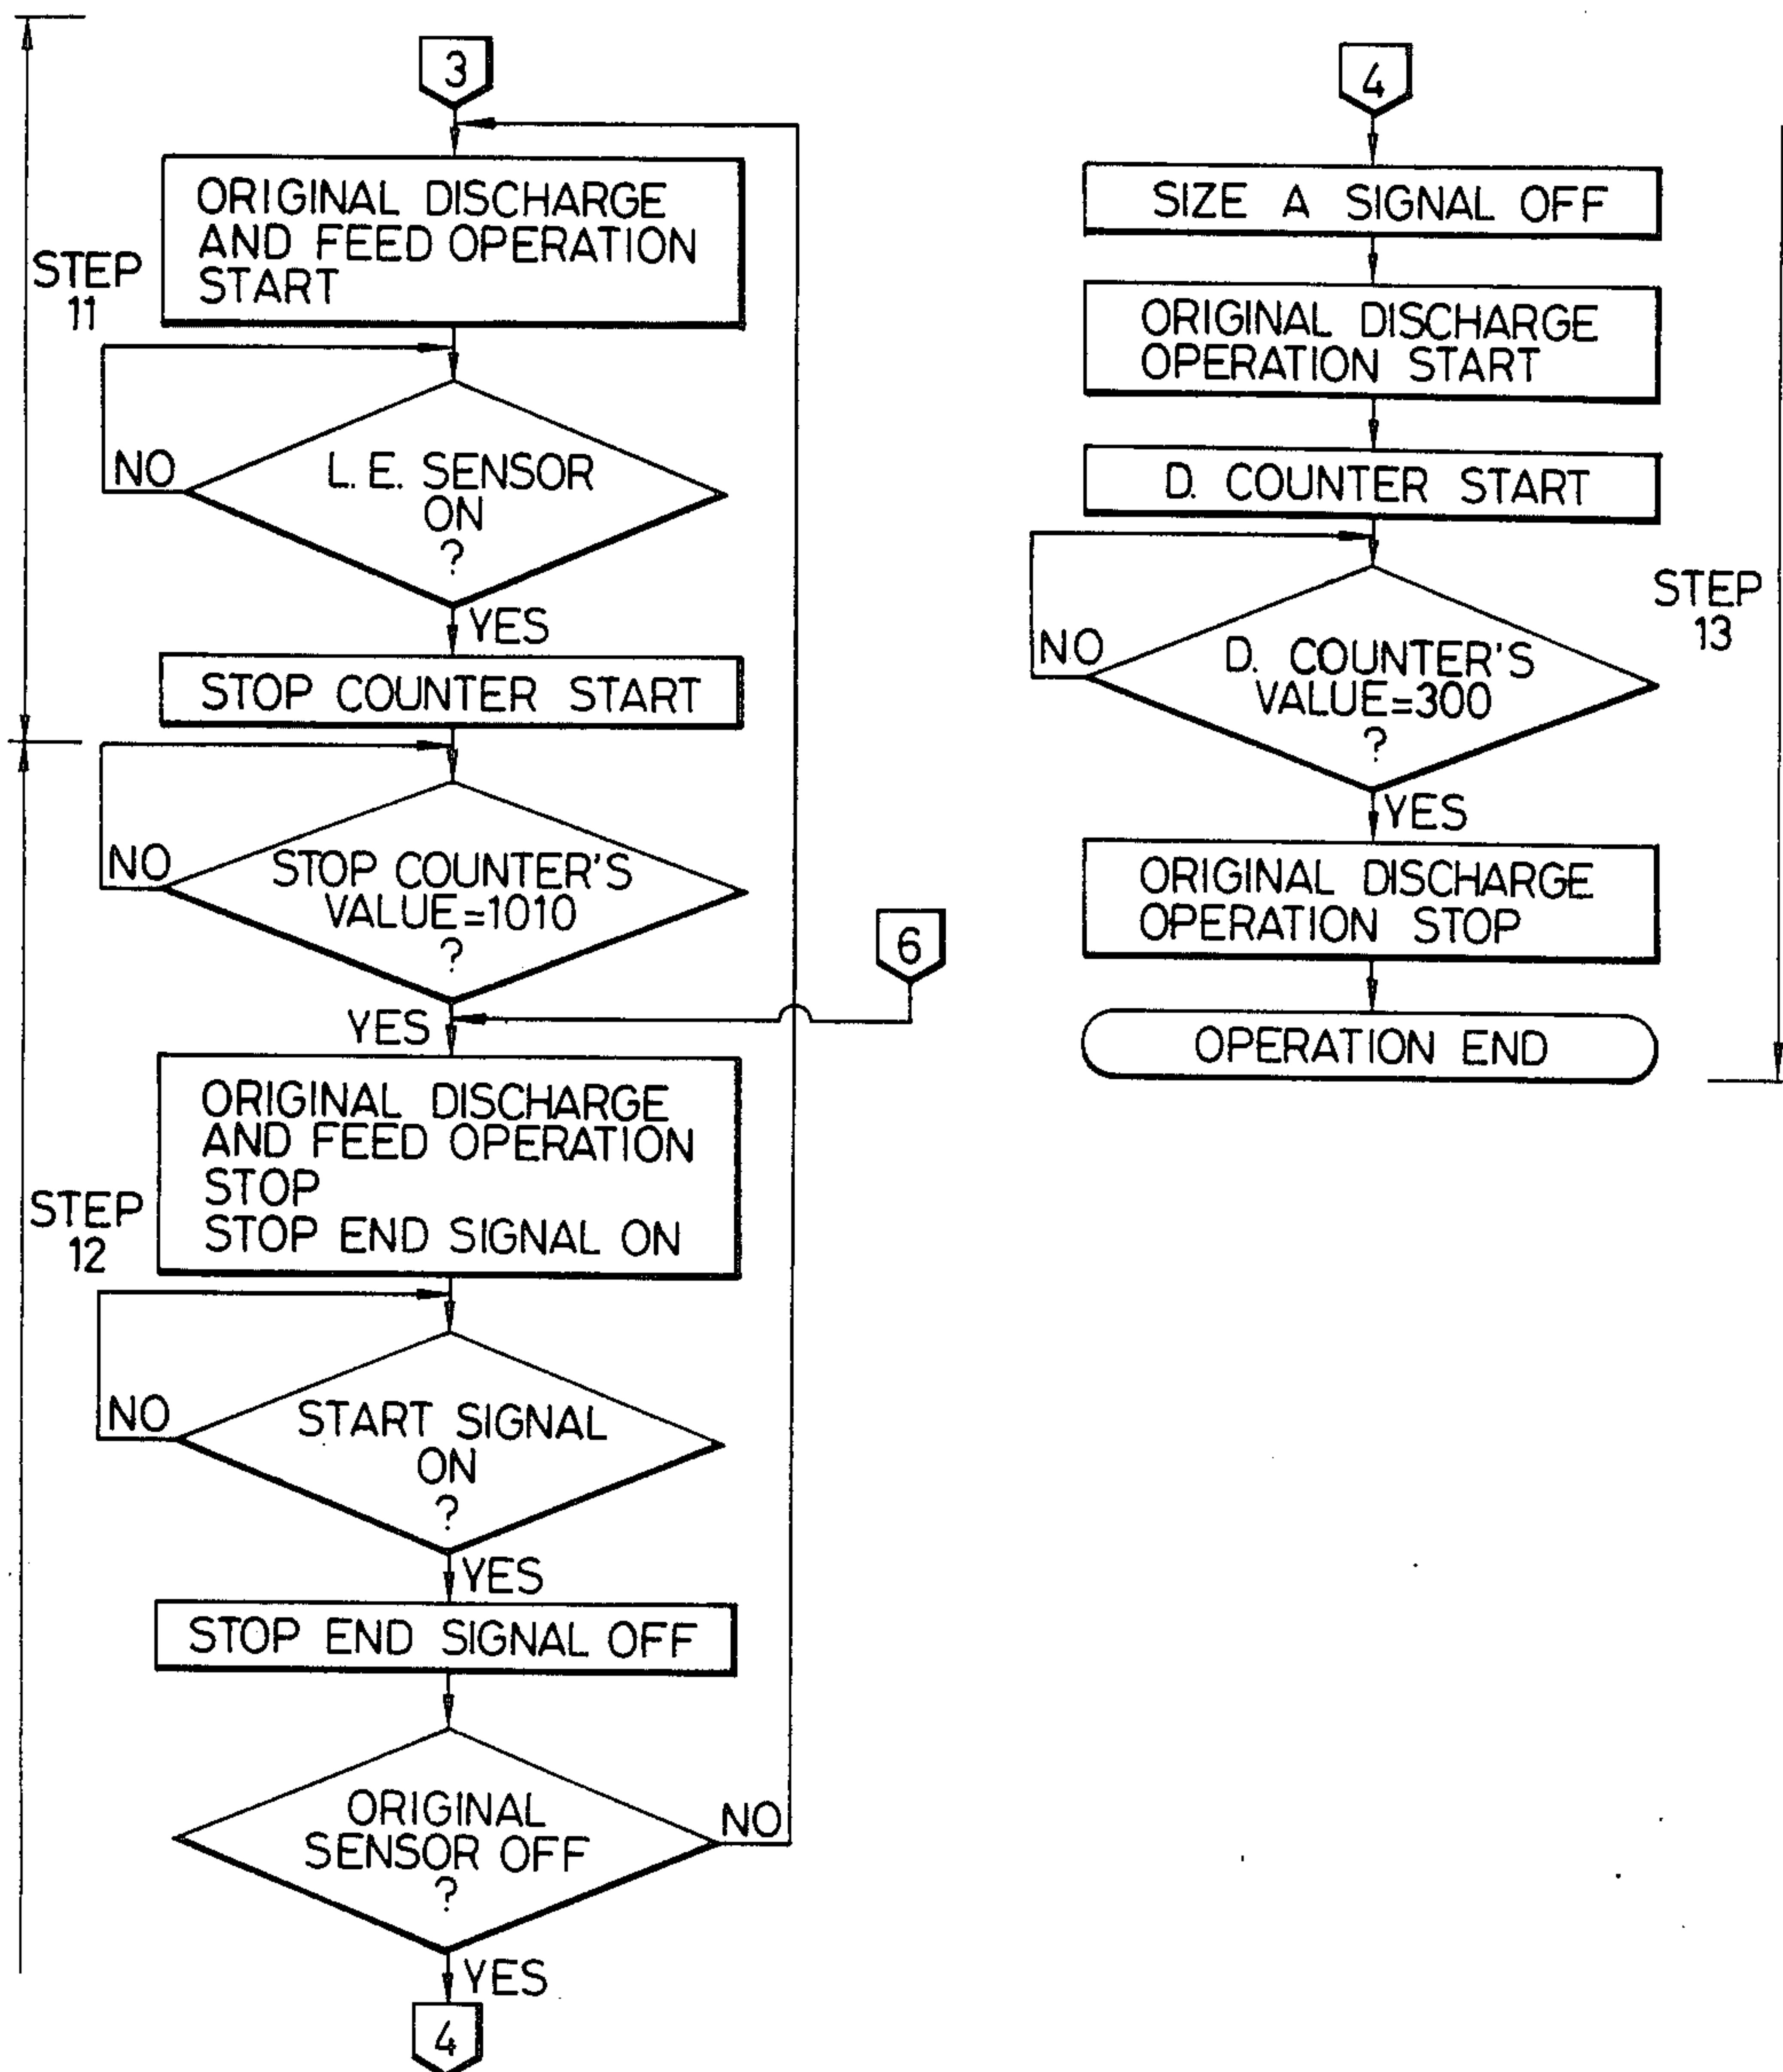 3
ORIGINAL DISCHARGE
AND FEED OPERATION
START
STEP
11
NO
L. E. SENSOR
ON
?
YES
STOP COUNTER START
NO
STOP COUNTER'S
VALUE=1010
?
6
YES
ORIGINAL DISCHARGE
AND FEED OPERATION
STOP
STOP END SIGNAL ON
STEP
12
NO
START SIGNAL
ON
?
YES
STOP END SIGNAL OFF
ORIGINAL
SENSOR OFF
?
NO
YES
4
4
SIZE A SIGNAL OFF
ORIGINAL DISCHARGE
OPERATION START
D. COUNTER START
NO
D. COUNTER'S
VALUE=300
?
STEP
13
YES
ORIGINAL DISCHARGE
OPERATION STOP
OPERATION END